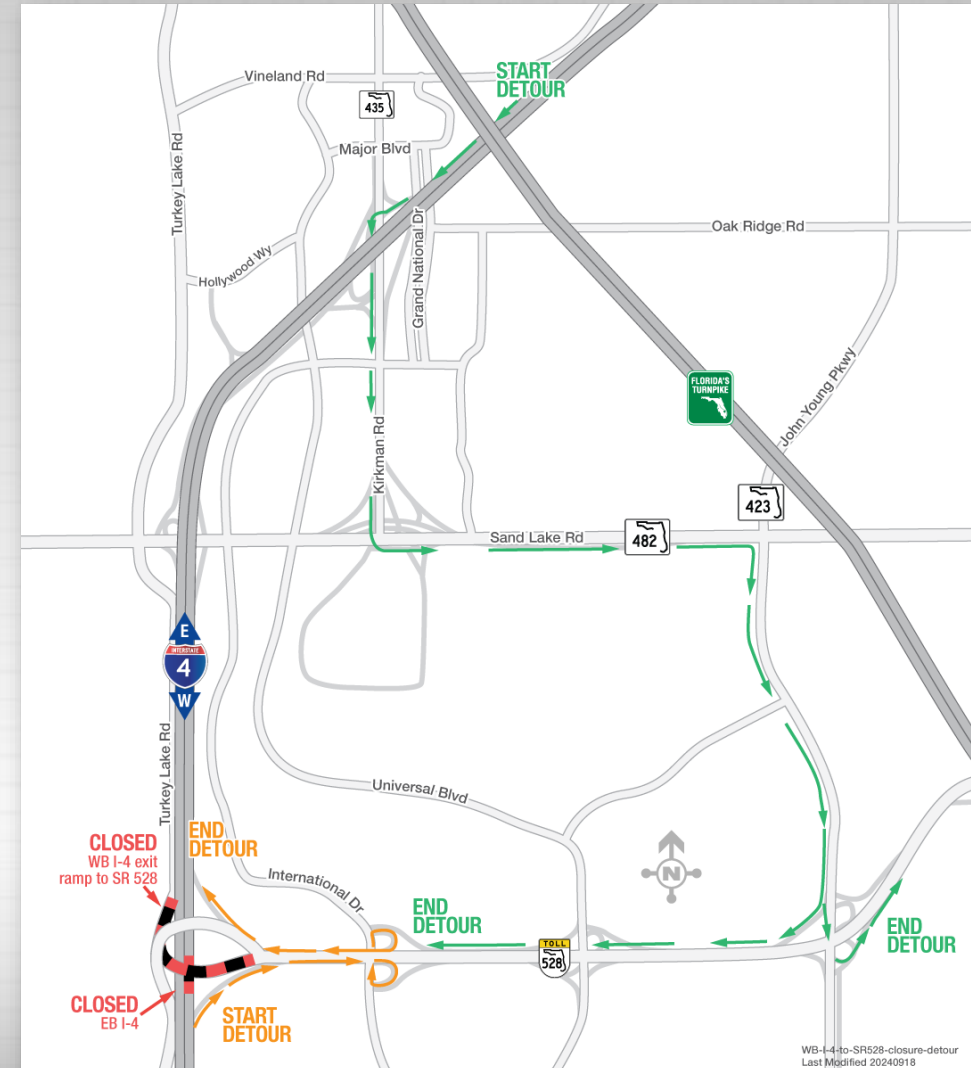 START
DETOUR
Vineland Rd
435
Major Blvd
Turkey Lake Rd
Oak Ridge Rd
Grand National Dr
Hollywood Wy
FLORIDA'S
TURNPIKE
John Young Pkwy
Kirkman Rd
423
Sand Lake Rd
482
E
INTERSTATE
4
W
Turkey Lake Rd
Universal Blvd
CLOSED
WB I-4 exit
ramp to SR 528
END
DETOUR
International Dr
N
END
DETOUR
END
DETOUR
TOLL
528
CLOSED
EB I-4
START
DETOUR
WB-I-4-to-SR528-closure-detour
Last Modified 20240918